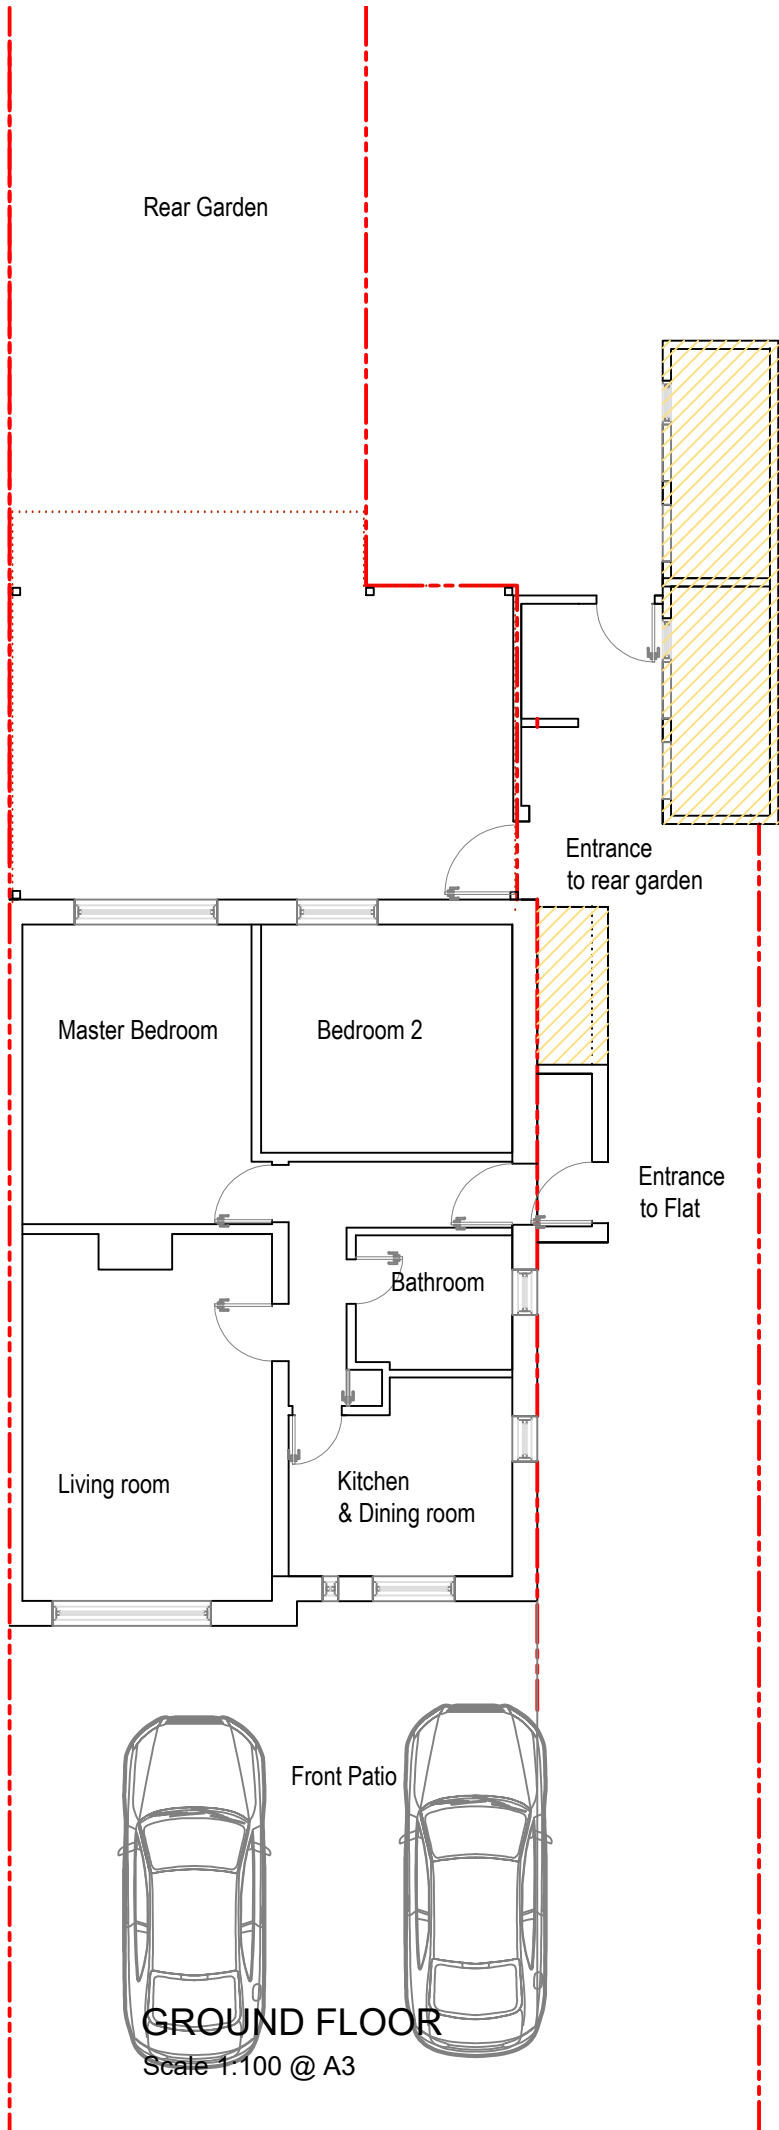 Rear Garden
Entrance
to rear garden
Master Bedroom
Bedroom 2
Entrance
to Flat
Bathroom
Living room
Kitchen
& Dining room
Front Patio
GROUND FLOOR
Scale 1:100 @ A3